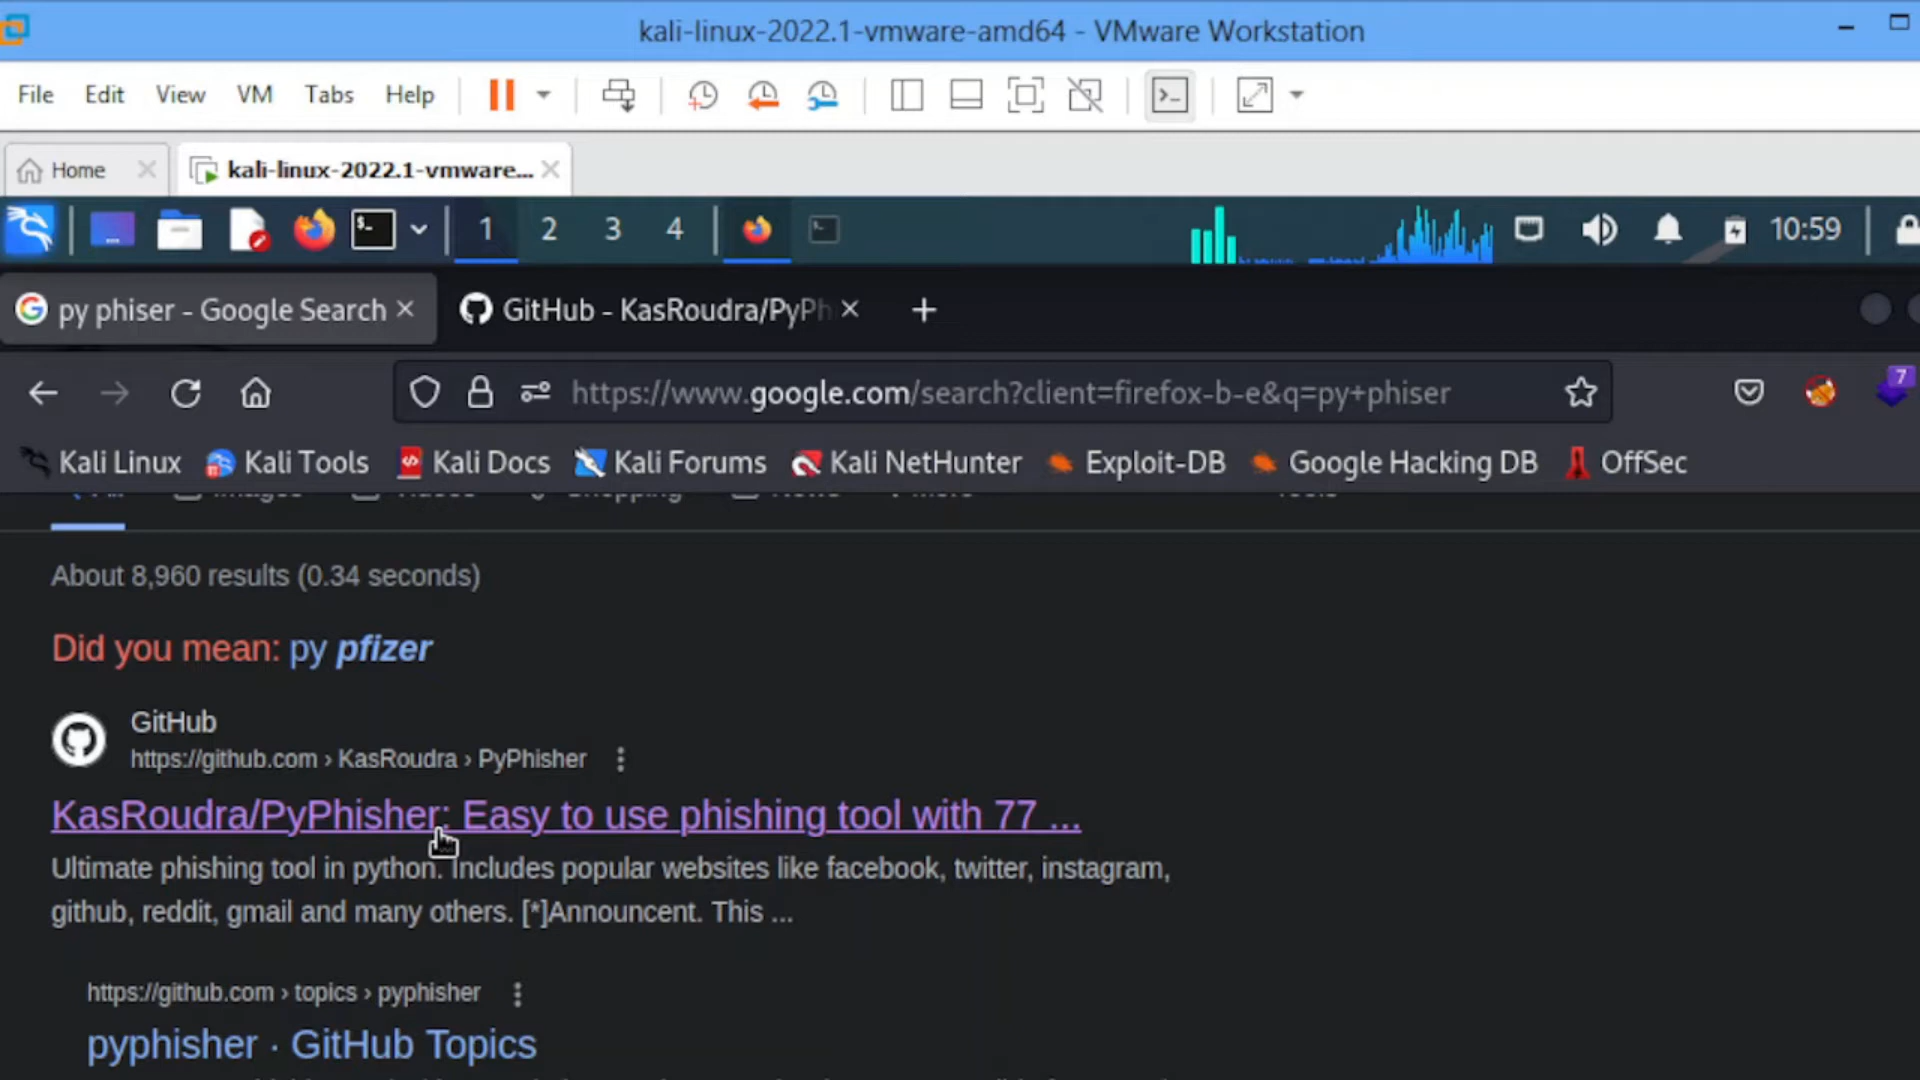 kali-linux-2022.1-vmware-amd64 - VMware Workstation
File Edit View VM Tabs Help
Home kali-linux-2022.1-vmware...
1 2 3 4 10:59
py phiser - Google Search GitHub - KasRoudra/PyPh
https://www.google.com/search?client=firefox-b-e&q=py+phiser 7
Kali Linux Kali Tools Kali Docs Kali Forums Kali NetHunter Exploit-DB Google Hacking DB OffSec
About 8,960 results (0.34 seconds)
Did you mean: py pfizer
GitHub
https://github.com › KasRoudra › PyPhisher
KasRoudra/PyPhisher: Easy to use phishing tool with 77 ...
Ultimate phishing tool in python. Includes popular websites like facebook, twitter, instagram,
github, reddit, gmail and many others. [*]Announcent. This ...
https://github.com › topics › pyphisher
pyphisher · GitHub Topics